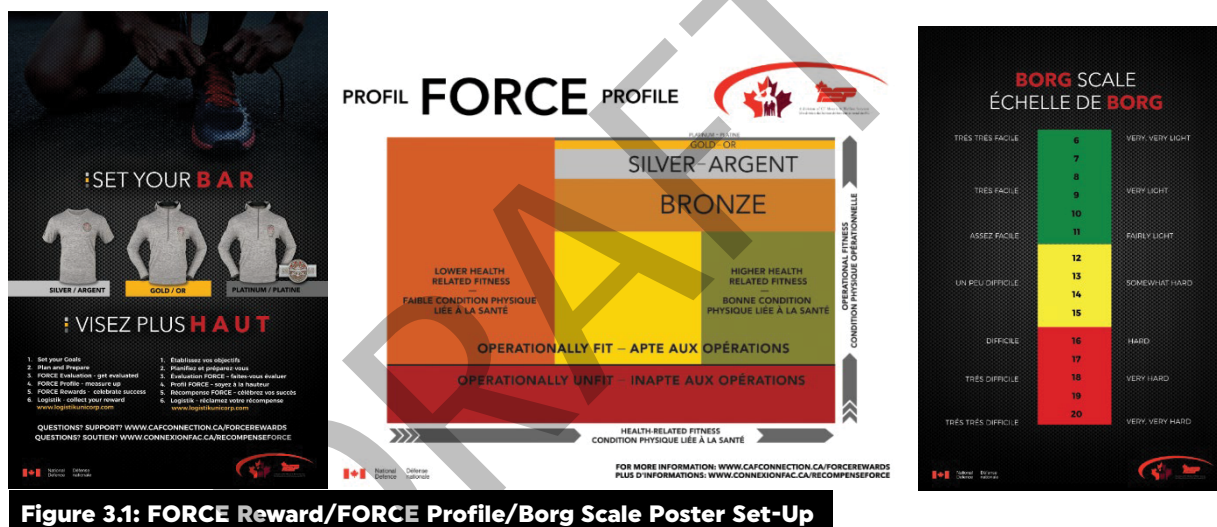 SET YOUR BAR
SILVER / ARGENT
GOLD / OR
PLATINUM / PLATINE
VISEZ PLUS HAUT
1. Set your Goals
2. Plan and Prepare
3. FORCE Evaluation - get evaluated
4. FORCE Profile - measure up
5. FORCE Rewards - celebrate success
6. Logistik - collect your reward
www.logistikunicorp.com
1. Établissez vos objectifs
2. Planifiez et préparez-vous
3. Évaluation FORCE - faites-vous évaluer
4. Profil FORCE - soyez à la hauteur
5. Récompense FORCE - célébrez vos succès
6. Logistik - réclamez votre récompense
www.logistikunicorp.com
QUESTIONS? SUPPORT? WWW.CAFCONNECTION.CA/FORCEREWARDS
QUESTIONS? SOUTIEN? WWW.CONNEXIONFAC.CA/RECOMPENSEFORCE
National Défense
Defence nationale
PROFIL FORCE PROFILE
PLATINUM / PLATINE
GOLD - OR
SILVER-ARGENT
BRONZE
LOWER HEALTH
RELATED FITNESS
—
FAIBLE CONDITION PHYSIQUE
LIÉE À LA SANTÉ
HIGHER HEALTH
RELATED FITNESS
—
BONNE CONDITION
PHYSIQUE LIÉE À LA SANTÉ
OPERATIONALLY FIT – APTE AUX OPÉRATIONS
OPERATIONALLY UNFIT – INAPTE AUX OPÉRATIONS
OPERATIONAL FITNESS
CONDITION PHYSIQUE OPÉRATIONNELLE
HEALTH-RELATED FITNESS
CONDITION PHYSIQUE LIÉE À LA SANTÉ
National Défense
Defence nationale
FOR MORE INFORMATION: WWW.CAFCONNECTION.CA/FORCEREWARDS
PLUS D'INFORMATIONS: WWW.CONNEXIONFAC.CA/RECOMPENSEFORCE
BORG SCALE
ÉCHELLE DE BORG
TRÈS TRÈS FACILE 6 VERY, VERY LIGHT
7
8
TRÈS FACILE 9 VERY LIGHT
10
ASSEZ FACILE 11 FAIRLY LIGHT
12
13
UN PEU DIFFICILE 14 SOMEWHAT HARD
15
DIFFICILE 16 HARD
17
TRÈS DIFFICILE 18 VERY HARD
19
20
TRÈS TRÈS DIFFICILE VERY, VERY HARD
National Défense
Defence nationale
DRAFT
Figure 3.1: FORCE Reward/FORCE Profile/Borg Scale Poster Set-Up